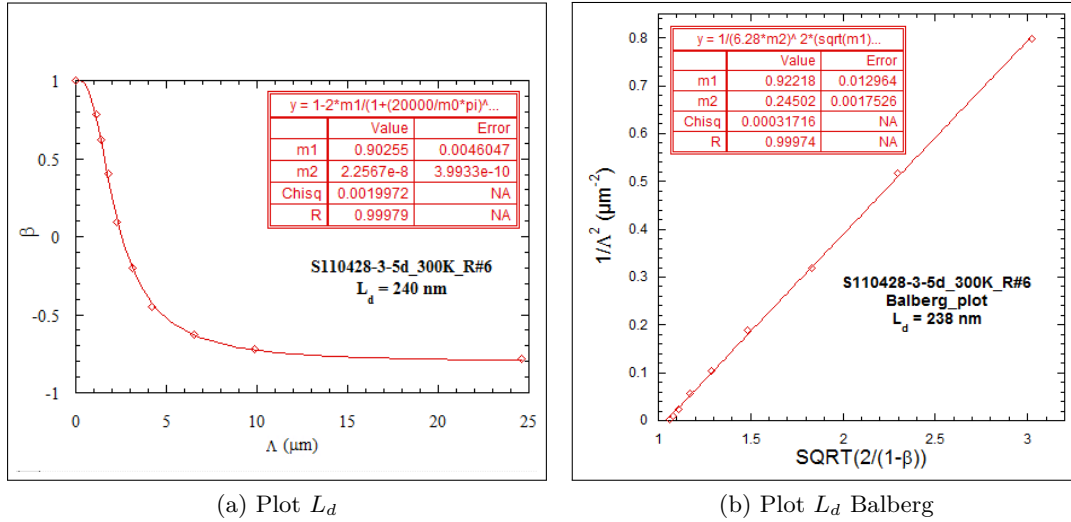 y = 1-2*m1/(1+(20000/m0*pi)^...
Value Error
m1 0.90255 0.0046047
m2 2.2567e-8 3.9933e-10
Chisq 0.0019972 NA
R 0.99979 NA
S110428-3-5d_300K_R#6
L_d = 240 nm
β
1
0.5
0
-0.5
-1
0 5 10 15 20 25
Λ (μm)
(a) Plot L_d
y = 1/(6.28*m2)^ 2*(sqrt(m1)...
Value Error
m1 0.92218 0.012964
m2 0.24502 0.0017526
Chisq 0.00031716 NA
R 0.99974 NA
S110428-3-5d_300K_R#6
Balberg_plot
L_d = 238 nm
1/Λ² (μm⁻²)
0.8
0.7
0.6
0.5
0.4
0.3
0.2
0.1
0
1 1.5 2 2.5 3
SQRT(2/(1-β))
(b) Plot L_d Balberg